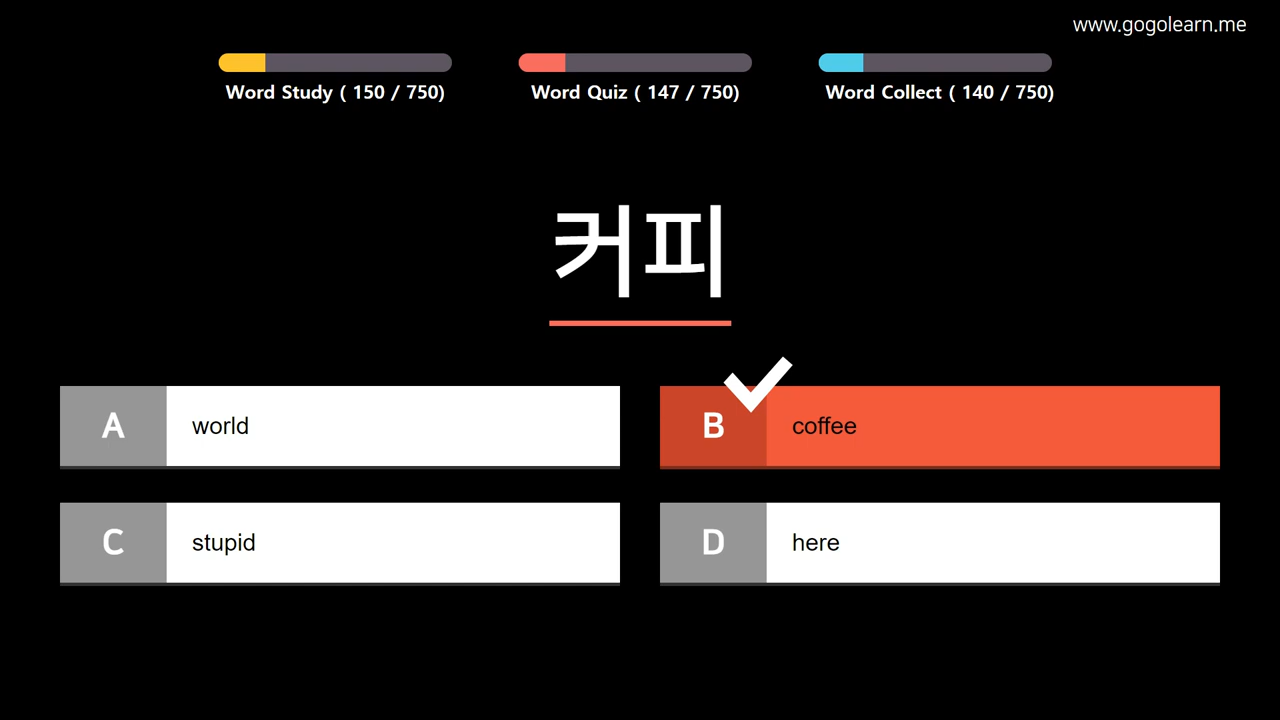 www.gogolearn.me
Word Study ( 150 / 750)
Word Quiz ( 147 / 750)
Word Collect ( 140 / 750)
커피
A
world
B
coffee
C
stupid
D
here